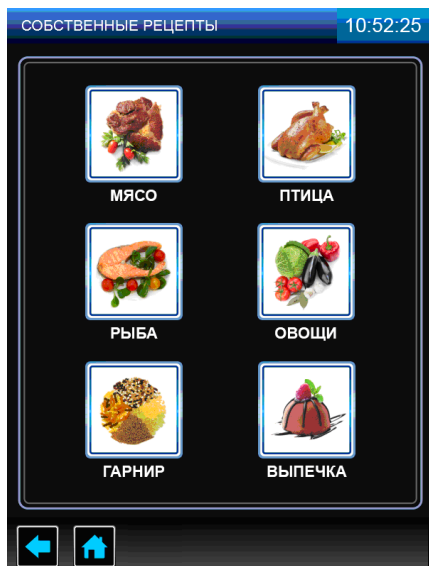 СОБСТВЕННЫЕ РЕЦЕПТЫ 10:52:25
МЯСО ПТИЦА
РЫБА ОВОЩИ
ГАРНИР ВЫПЕЧКА